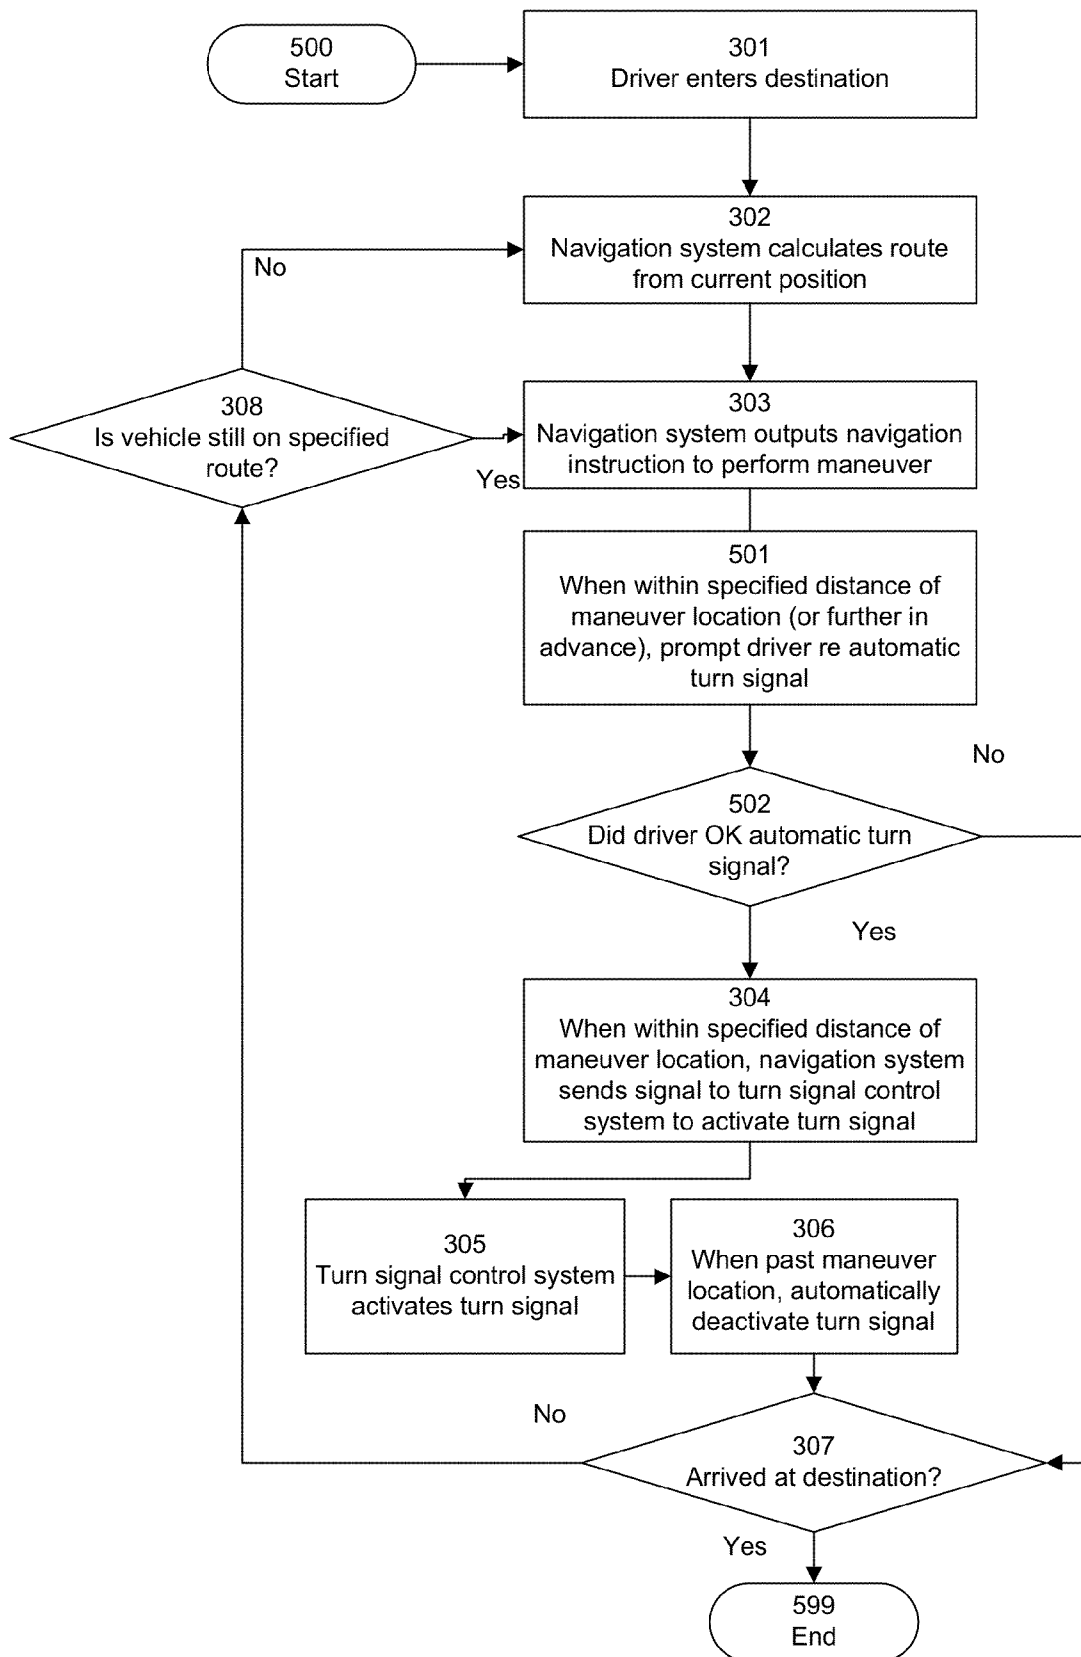 500
Start
301
Driver enters destination
302
Navigation system calculates route
from current position
No
308
Is vehicle still on specified
route?
303
Navigation system outputs navigation
instruction to perform maneuver
Yes
501
When within specified distance of
maneuver location (or further in
advance), prompt driver re automatic
turn signal
No
502
Did driver OK automatic turn
signal?
Yes
304
When within specified distance of
maneuver location, navigation system
sends signal to turn signal control
system to activate turn signal
305
Turn signal control system
activates turn signal
306
When past maneuver
location, automatically
deactivate turn signal
No
307
Arrived at destination?
Yes
599
End